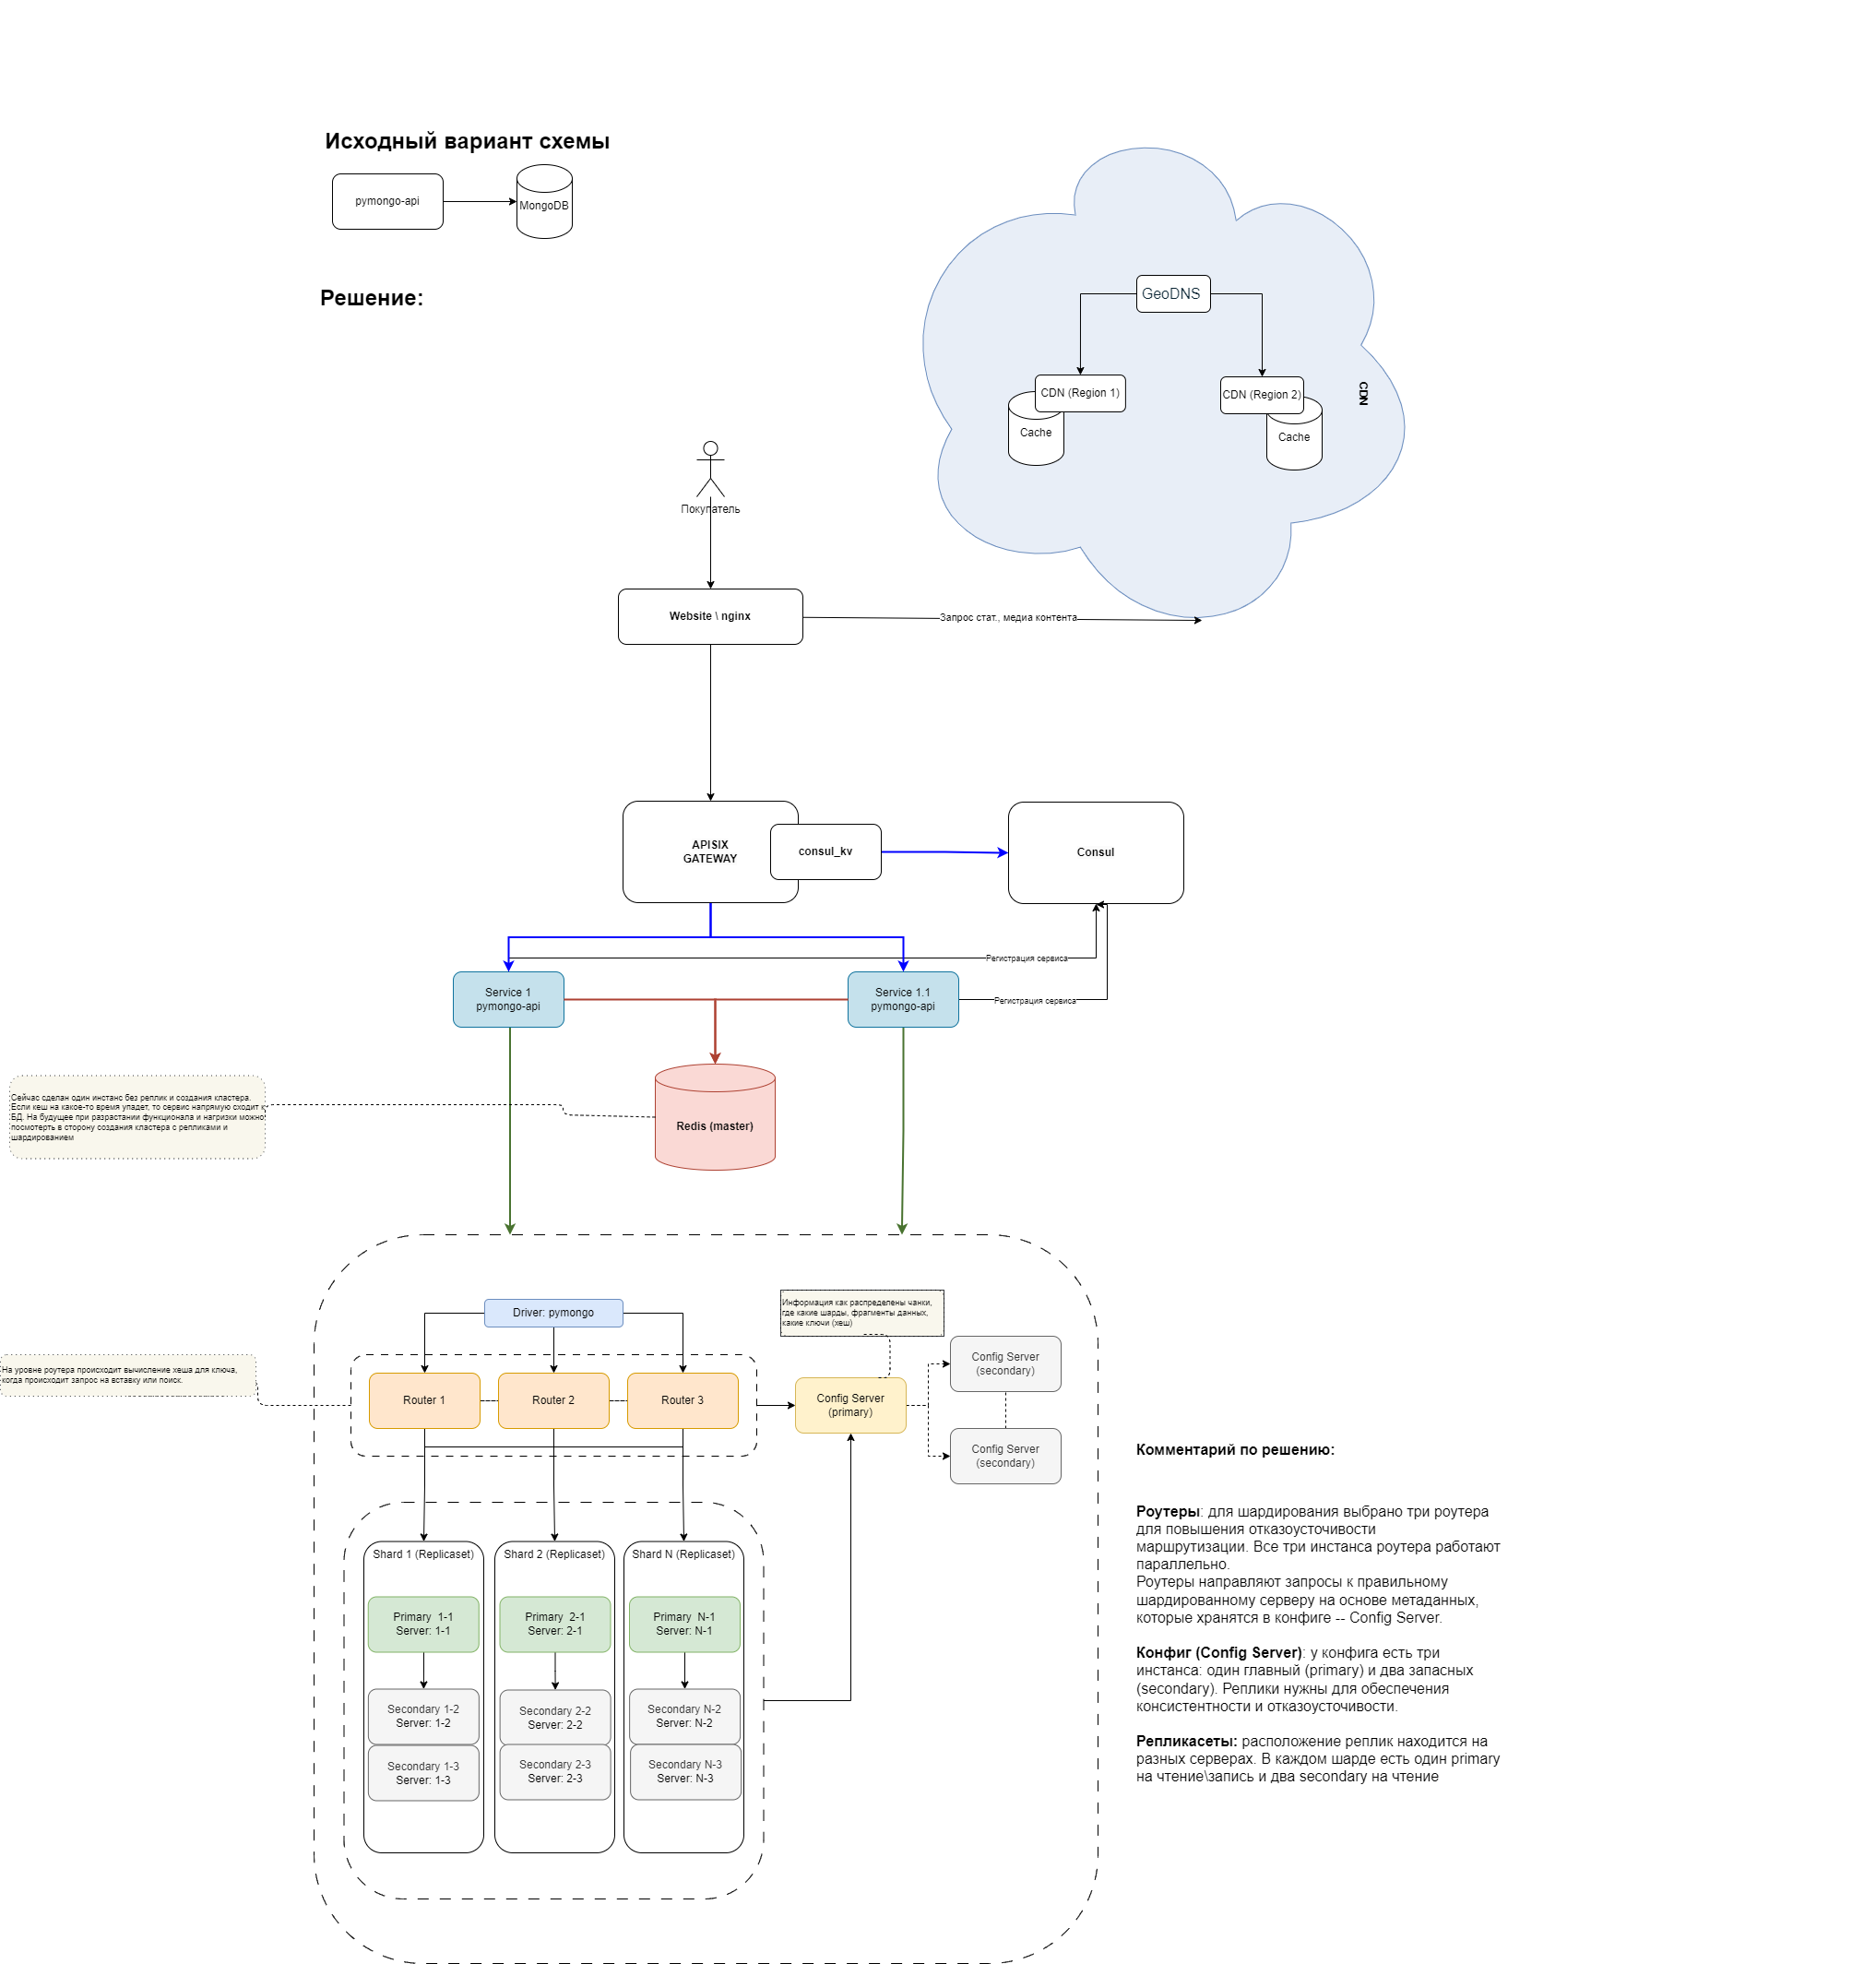 Исходный вариант схемы
pymongo-api
MongoDB
Решение:
GeoDNS
CDN (Region 1)
Cache
CDN (Region 2)
Cache
CDN
Покупатель
Website \ nginx
Запрос стат., медиа контента
APISIX
GATEWAY
consul_kv
Consul
Регистрация сервиса
Service 1
pymongo-api
Service 1.1
pymongo-api
Регистрация сервиса
Сейчас сделан один инстанс без реплик и создания кластера.
Если кеш на какое-то время упадет, то сервис напрямую сходит к
БД. На будущее при разрастании функционала и нагрузки можно
посмотерть в сторону создания кластера с репликами и
шардированием
Redis (master)
Driver: pymongo
Информация как распределены чанки,
где какие шарды, фрагменты данных,
какие ключи (хеш)
На уровне роутера происходит вычисление хеша для ключа,
когда происходит запрос на вставку или поиск.
Router 1
Router 2
Router 3
Config Server
(primary)
Config Server
(secondary)
Config Server
(secondary)
Shard 1 (Replicaset)
Shard 2 (Replicaset)
Shard N (Replicaset)
Primary 1-1
Server: 1-1
Primary 2-1
Server: 2-1
Primary N-1
Server: N-1
Secondary 1-2
Server: 1-2
Secondary 2-2
Server: 2-2
Secondary N-2
Server: N-2
Secondary 1-3
Server: 1-3
Secondary 2-3
Server: 2-3
Secondary N-3
Server: N-3
Комментарий по решению:
Роутеры: для шардирования выбрано три роутера
для повышения отказоусточивости
маршрутизации. Все три инстанса роутера работают
параллельно.
Роутеры направляют запросы к правильному
шардированному серверу на основе метаданных,
которые хранятся в конфиге -- Config Server.
Конфиг (Config Server): у конфига есть три
инстанса: один главный (primary) и два запасных
(secondary). Реплики нужны для обеспечения
консистентности и отказоусточивости.
Репликасеты: расположение реплик находится на
разных серверах. В каждом шарде есть один primary
на чтение\запись и два secondary на чтение